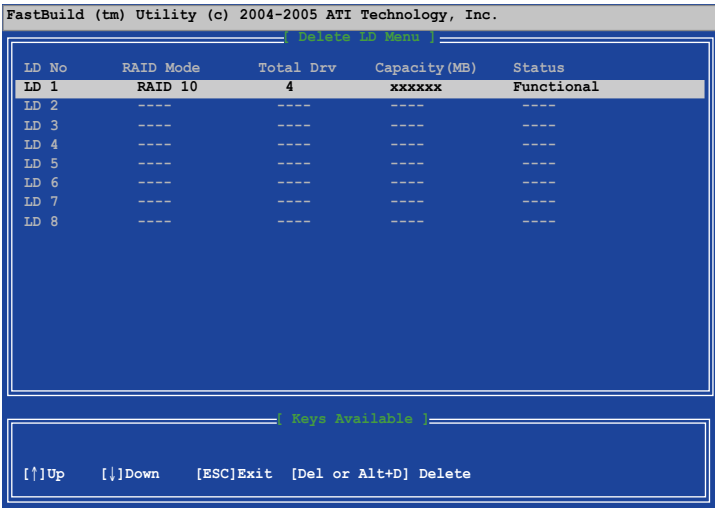 FastBuild (tm) Utility (c) 2004-2005 ATI Technology, Inc.
[ Delete LD Menu ]
LD No RAID Mode Total Drv Capacity(MB) Status
LD 1 RAID 10 4 xxxxxx Functional
LD 2 ---- ---- ---- ----
LD 3 ---- ---- ---- ----
LD 4 ---- ---- ---- ----
LD 5 ---- ---- ---- ----
LD 6 ---- ---- ---- ----
LD 7 ---- ---- ---- ----
LD 8 ---- ---- ---- ----
[ Keys Available ]
[↑]Up [↓]Down [ESC]Exit [Del or Alt+D] Delete